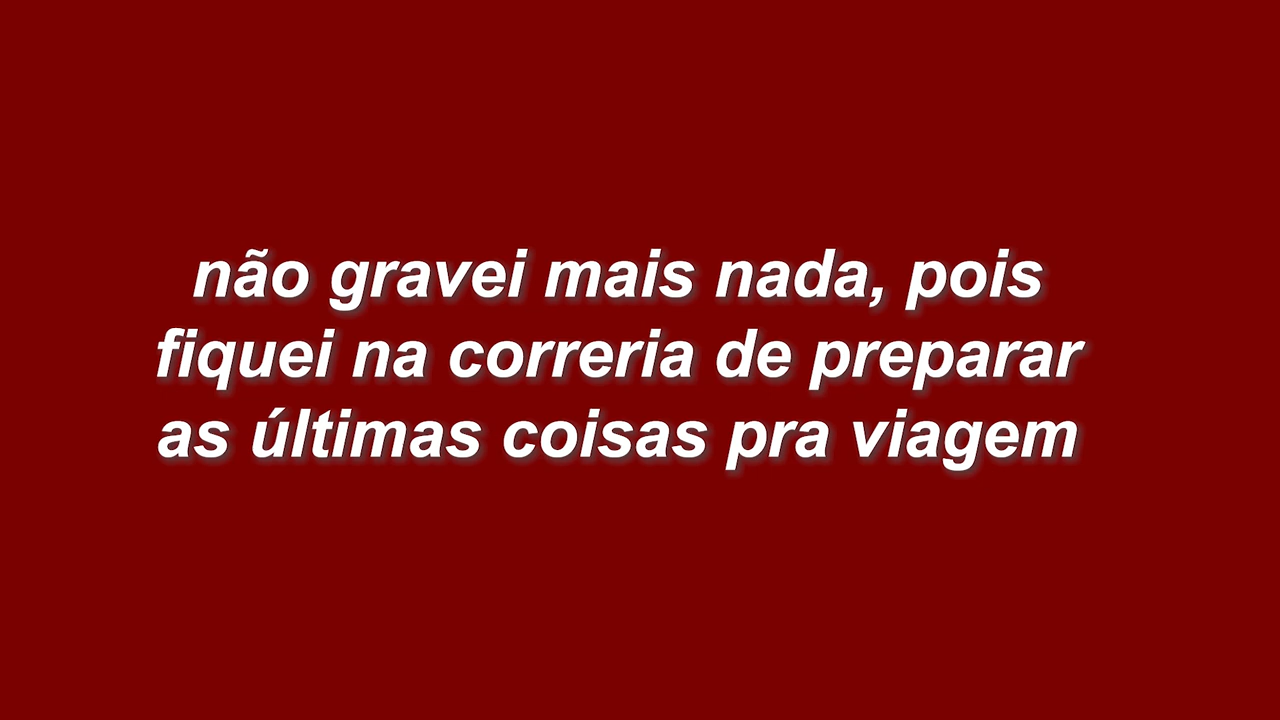 não gravei mais nada, pois
fiquei na correria de preparar
as últimas coisas pra viagem